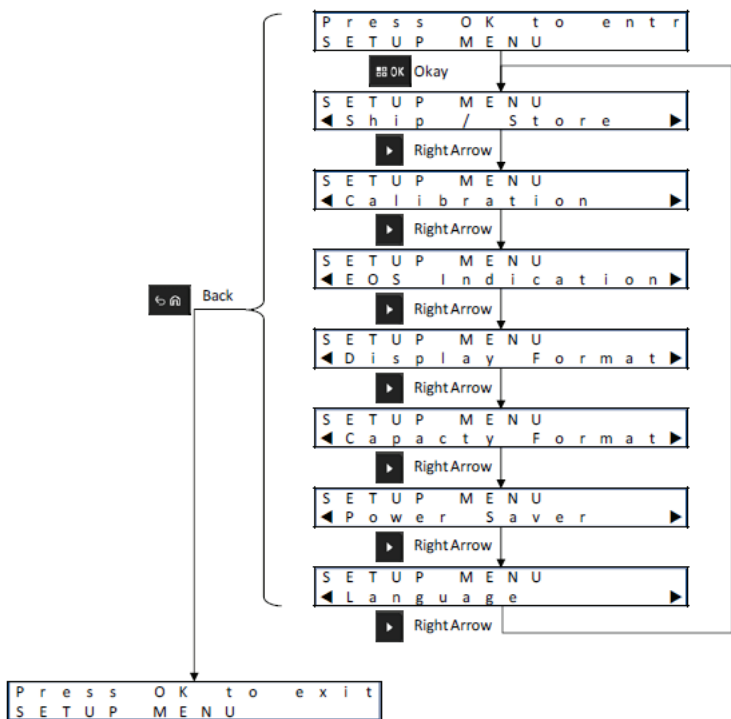 Press OK to entr
SETUP MENU
OK Okay
SETUP MENU
◀Ship / Store ▶
Right Arrow
SETUP MENU
◀Calibration ▶
Right Arrow
SETUP MENU
◀EOS Indication▶
Right Arrow
Back
SETUP MENU
◀Display Format▶
Right Arrow
SETUP MENU
◀Capacty Format▶
Right Arrow
SETUP MENU
◀Power Saver ▶
Right Arrow
SETUP MENU
◀Language ▶
Right Arrow
Press OK to exit
SETUP MENU